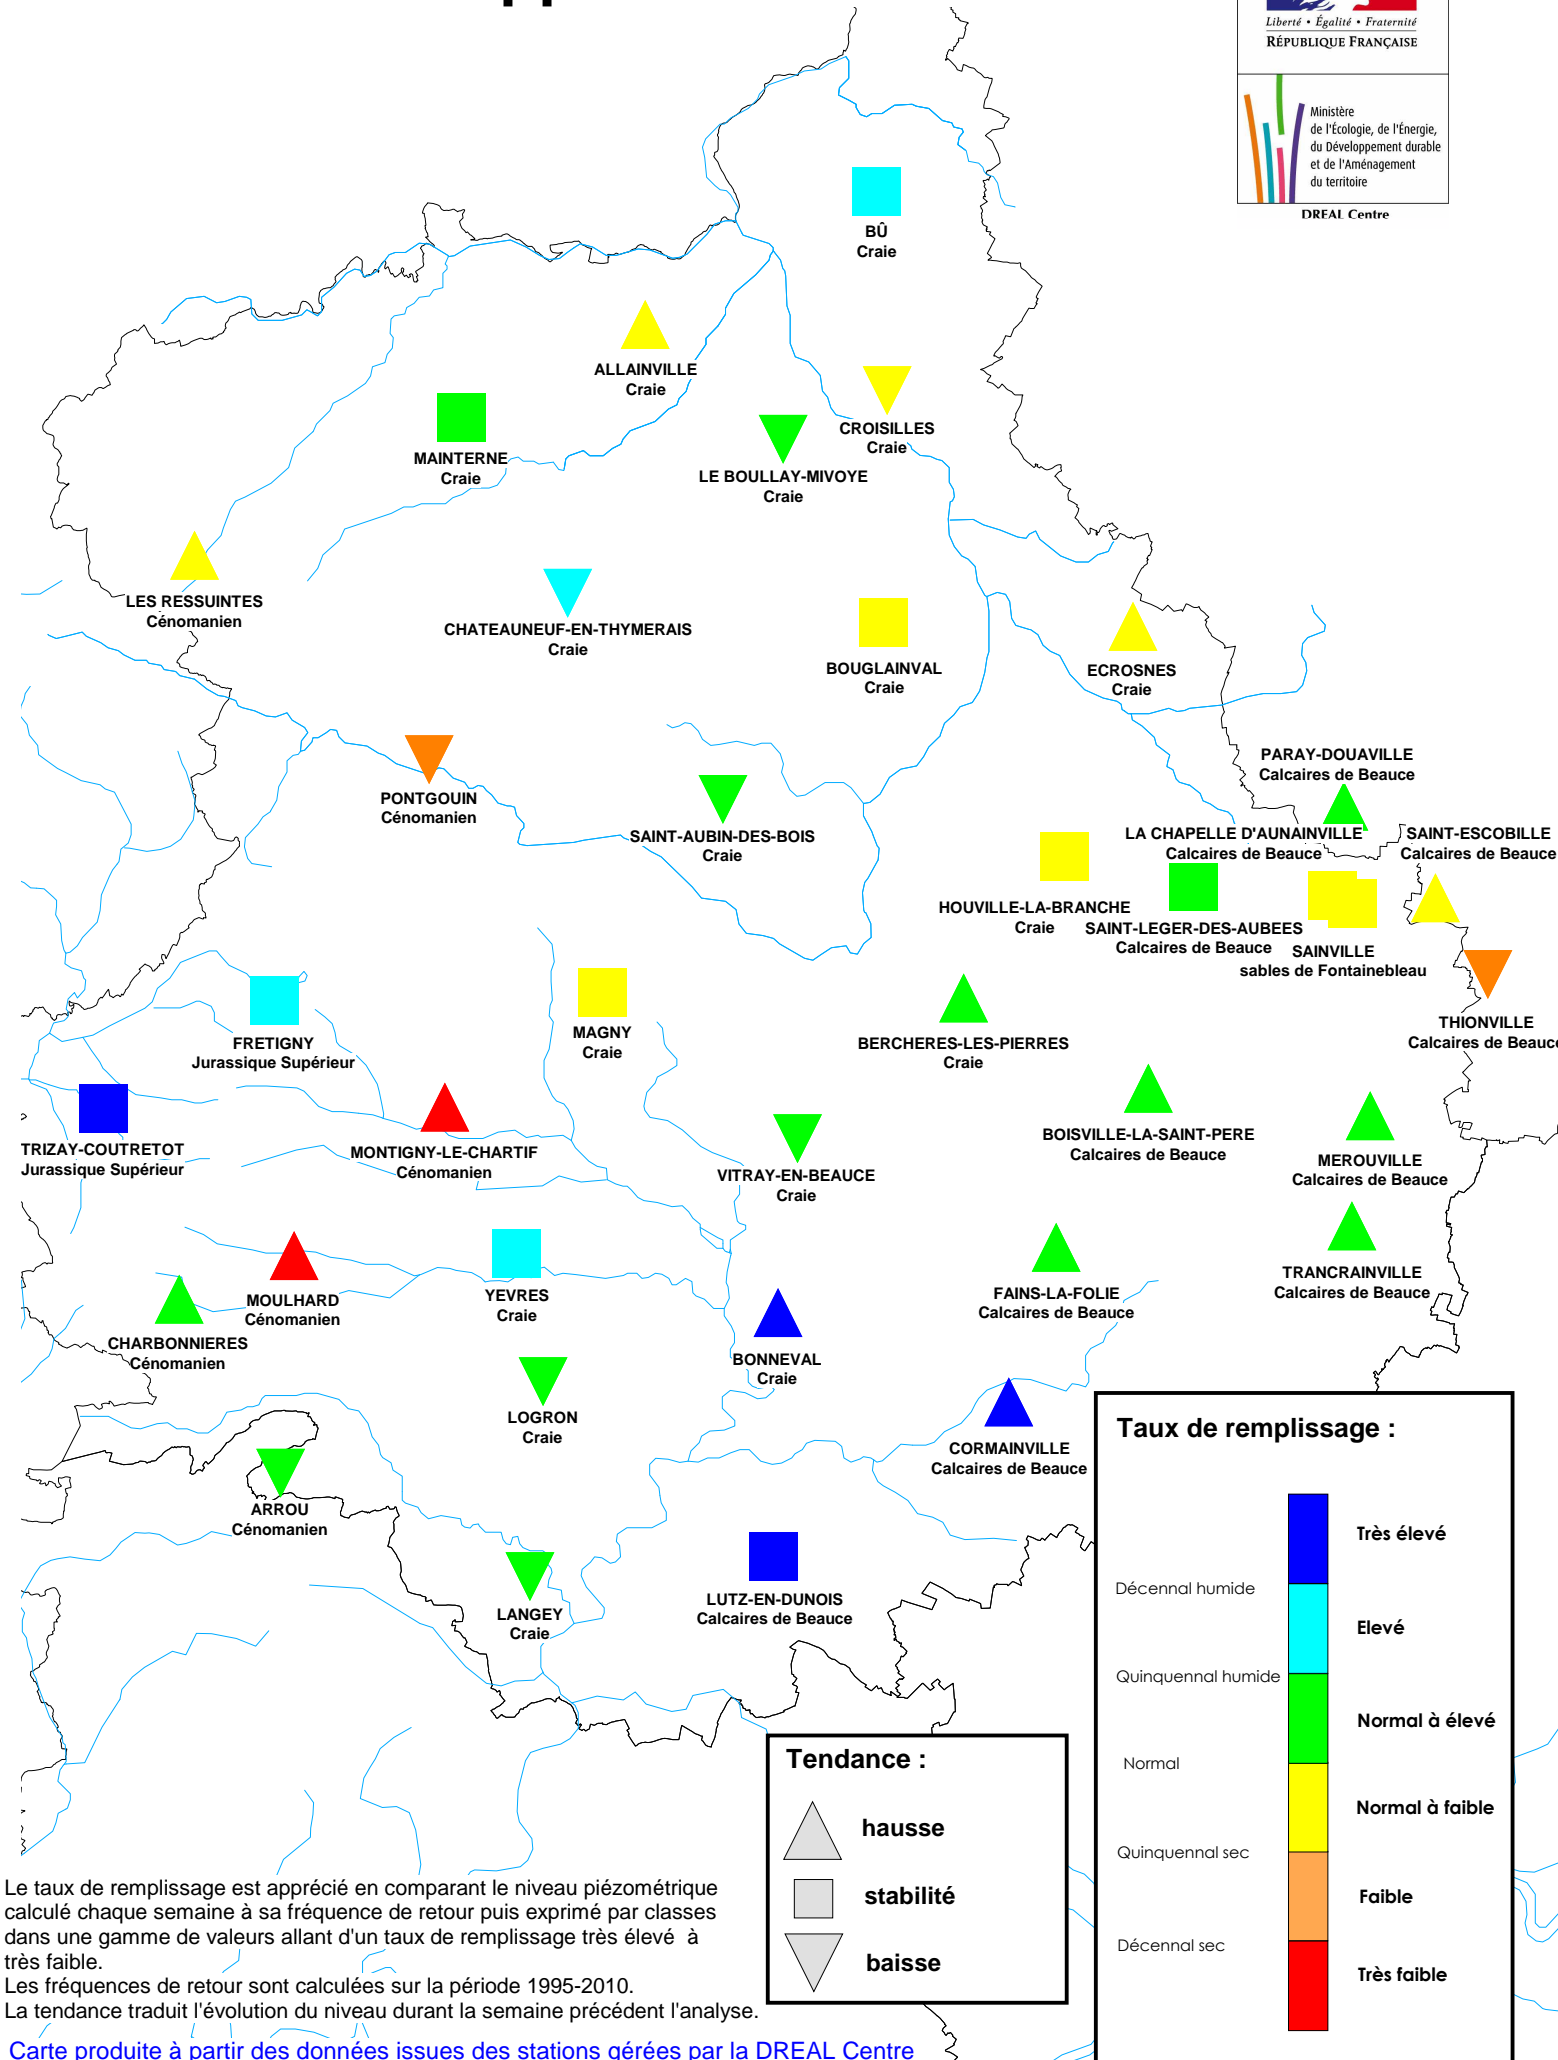 Liberté • Égalité • Fraternité
RÉPUBLIQUE FRANÇAISE
Ministère
de l'Écologie, de l'Énergie,
du Développement durable
et de l'Aménagement
du territoire
DREAL Centre
BÛ
Craie
ALLAINVILLE
Craie
CROISILLES
Craie
MAINTERNE
Craie
LE BOULLAY-MIVOYE
Craie
LES RESSUINTES
Cénomanien
CHATEAUNEUF-EN-THYMERAIS
Craie
BOUGLAINVAL
Craie
ECROSNES
Craie
PARAY-DOUAVILLE
Calcaires de Beauce
PONTGOUIN
Cénomanien
SAINT-AUBIN-DES-BOIS
Craie
LA CHAPELLE D'AUNAINVILLE
Calcaires de Beauce
SAINT-ESCOBILLE
Calcaires de Beauce
HOUVILLE-LA-BRANCHE
Craie
SAINT-LEGER-DES-AUBEES
Calcaires de Beauce
SAINVILLE
sables de Fontainebleau
THIONVILLE
Calcaires de Beauce
FRETIGNY
Jurassique Supérieur
MAGNY
Craie
BERCHERES-LES-PIERRES
Craie
TRIZAY-COUTRETOT
Jurassique Supérieur
MONTIGNY-LE-CHARTIF
Cénomanien
VITRAY-EN-BEAUCE
Craie
BOISVILLE-LA-SAINT-PERE
Calcaires de Beauce
MEROUVILLE
Calcaires de Beauce
MOULHARD
Cénomanien
YEVRES
Craie
FAINS-LA-FOLIE
Calcaires de Beauce
TRANCRAINVILLE
Calcaires de Beauce
CHARBONNIERES
Cénomanien
BONNEVAL
Craie
LOGRON
Craie
CORMAINVILLE
Calcaires de Beauce
ARROU
Cénomanien
LANGEY
Craie
LUTZ-EN-DUNOIS
Calcaires de Beauce
Taux de remplissage :
Très élevé
Décennal humide
Elevé
Quinquennal humide
Normal à élevé
Normal
Normal à faible
Quinquennal sec
Faible
Décennal sec
Très faible
Tendance :
hausse
stabilité
baisse
Le taux de remplissage est apprécié en comparant le niveau piézométrique
calculé chaque semaine à sa fréquence de retour puis exprimé par classes
dans une gamme de valeurs allant d'un taux de remplissage très élevé à
très faible.
Les fréquences de retour sont calculées sur la période 1995-2010.
La tendance traduit l'évolution du niveau durant la semaine précédent l'analyse.
Carte produite à partir des données issues des stations gérées par la DREAL Centre